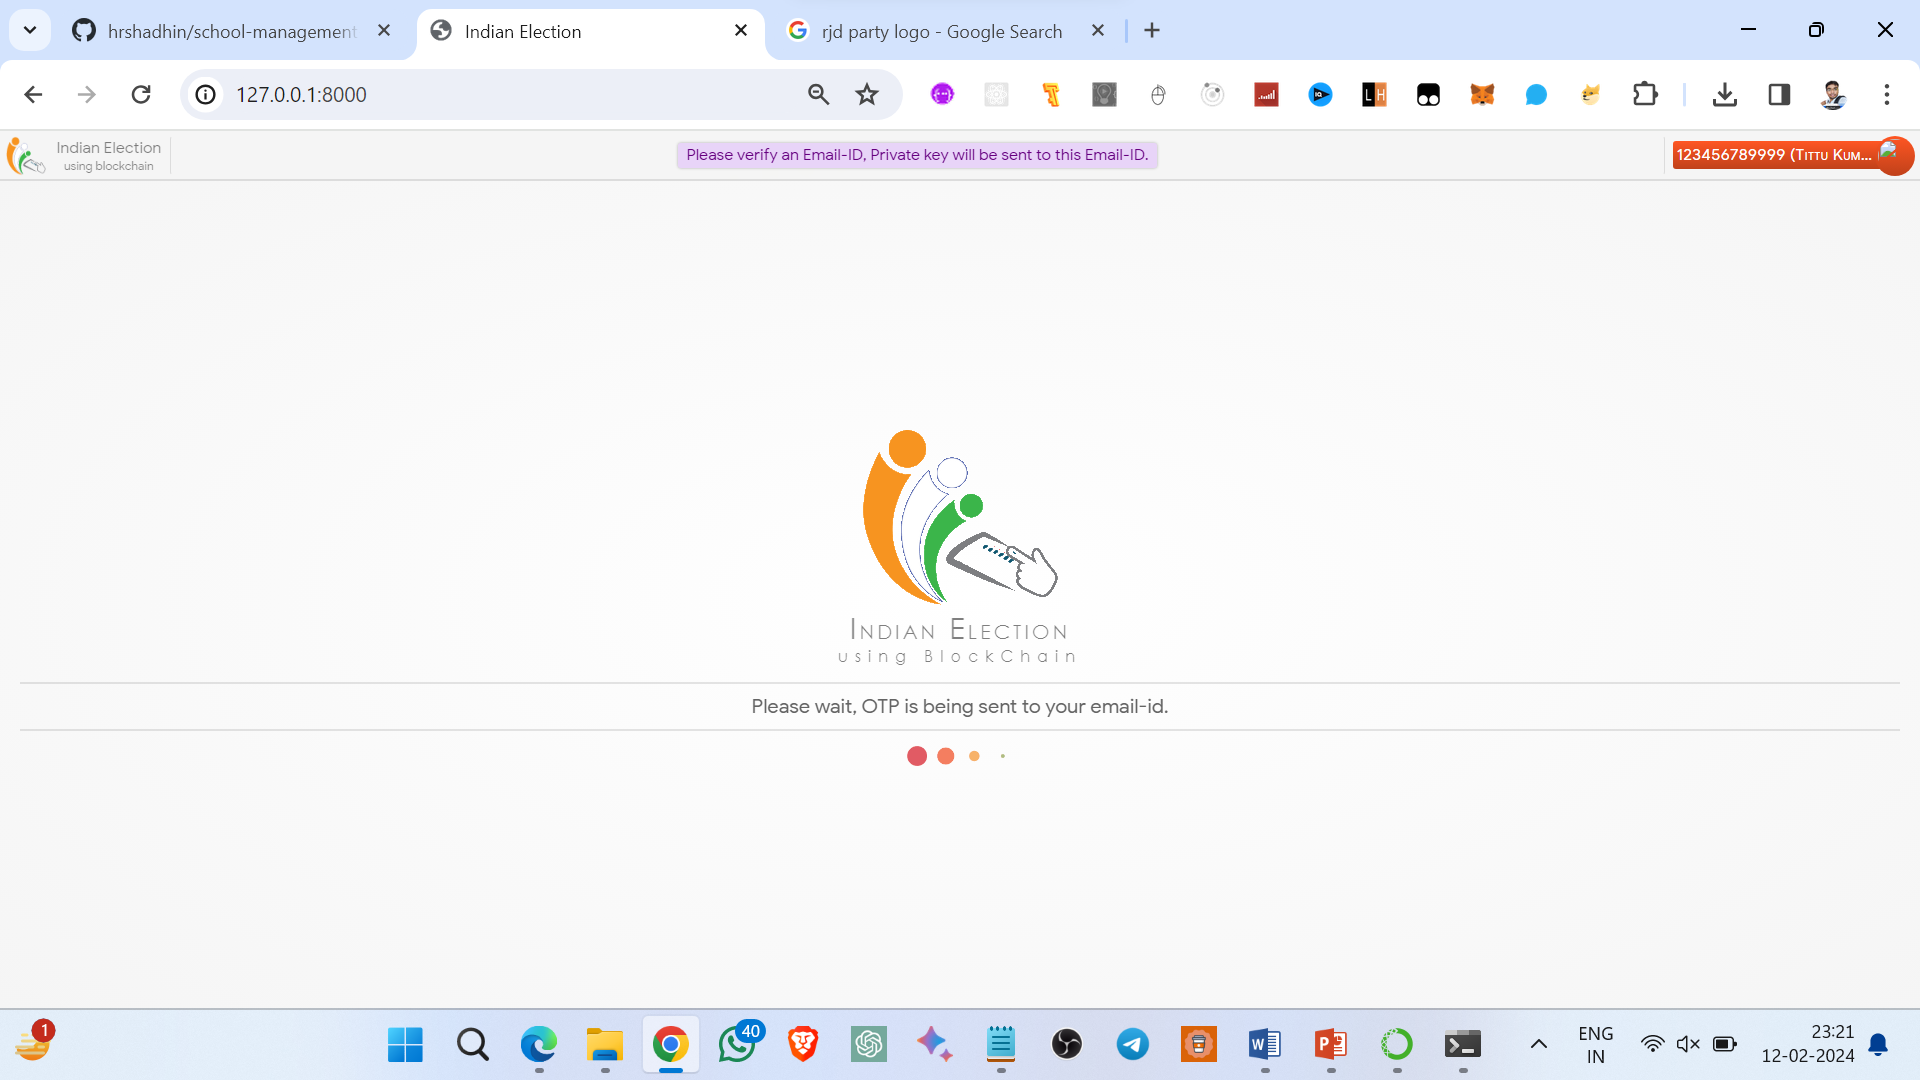 hrshadhin/school-management
Indian Election
rjd party logo - Google Search
127.0.0.1:8000
LH
Indian Election
using blockchain
Please verify an Email-ID, Private key will be sent to this Email-ID.
123456789999 (Tittu Kum...
Indian Election
using BlockChain
Please wait, OTP is being sent to your email-id.
1
40
ENG
IN
23:21
12-02-2024